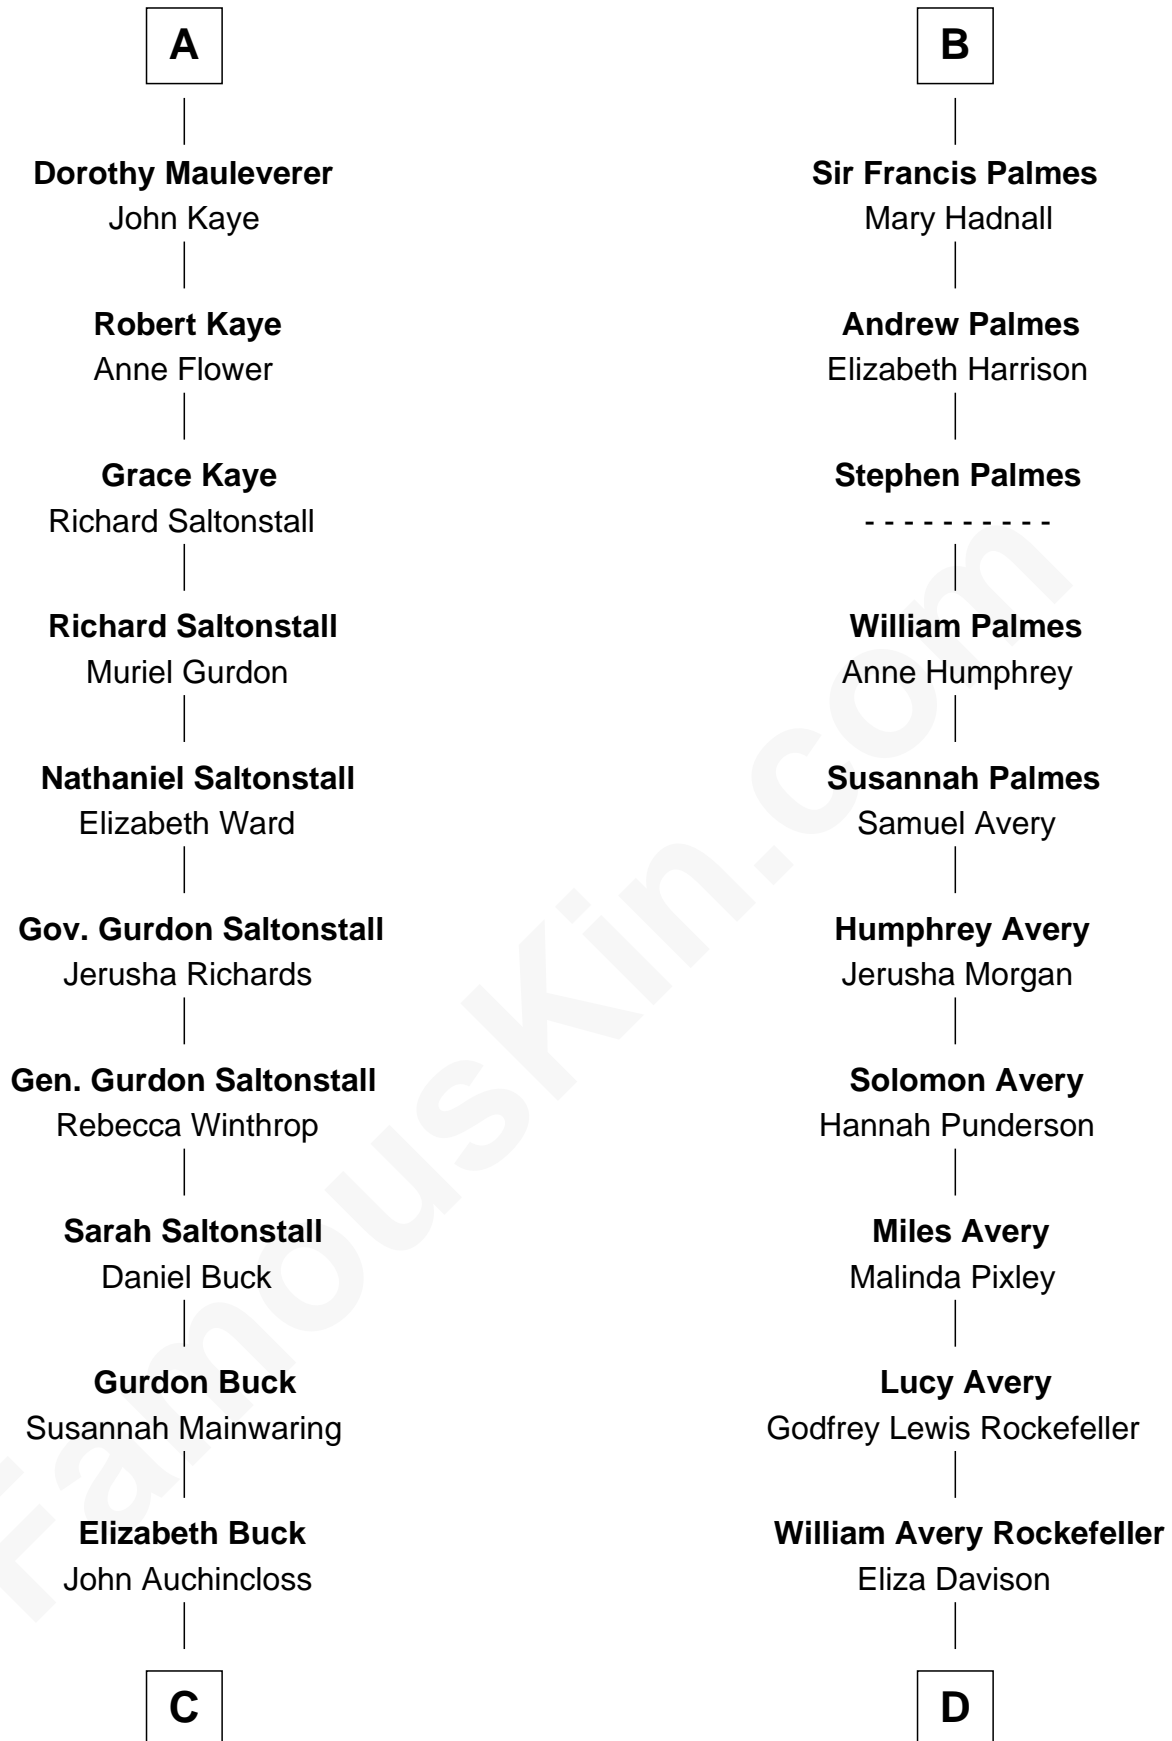 A
Dorothy Mauleverer
John Kaye
Robert Kaye
Anne Flower
Grace Kaye
Richard Saltonstall
Richard Saltonstall
Muriel Gurdon
Nathaniel Saltonstall
Elizabeth Ward
Gov. Gurdon Saltonstall
Jerusha Richards
Gen. Gurdon Saltonstall
Rebecca Winthrop
Sarah Saltonstall
Daniel Buck
Gurdon Buck
Susannah Mainwaring
Elizabeth Buck
John Auchincloss
C
B
Sir Francis Palmes
Mary Hadnall
Andrew Palmes
Elizabeth Harrison
Stephen Palmes
- - - - - - - - - -
William Palmes
Anne Humphrey
Susannah Palmes
Samuel Avery
Humphrey Avery
Jerusha Morgan
Solomon Avery
Hannah Punderson
Miles Avery
Malinda Pixley
Lucy Avery
Godfrey Lewis Rockefeller
William Avery Rockefeller
Eliza Davison
D
FamousKin.com